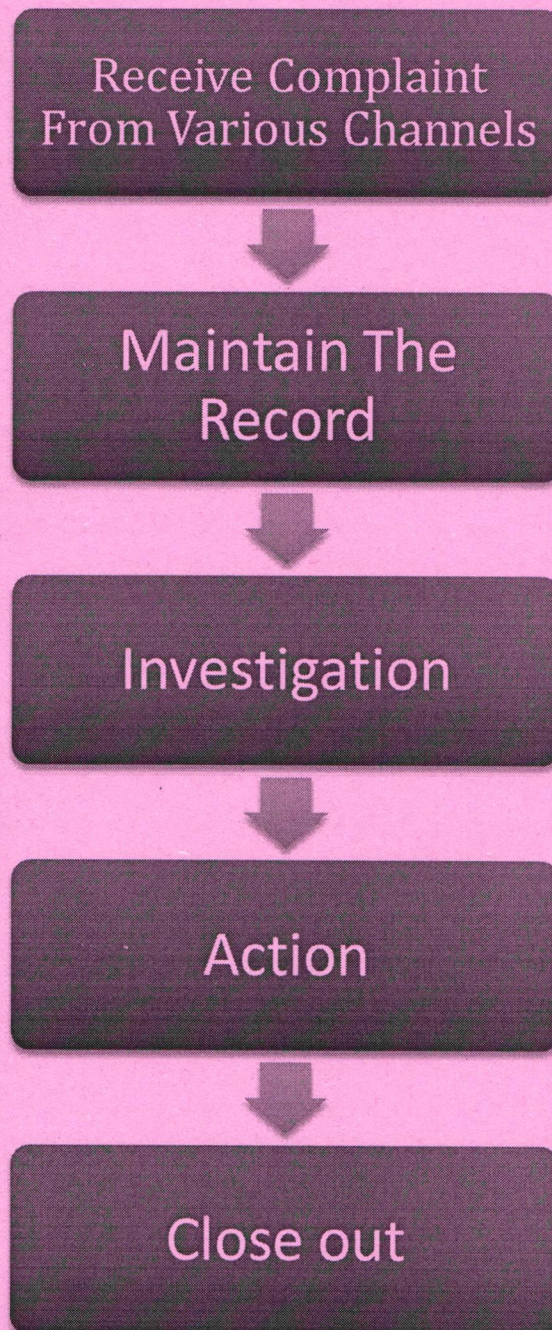 Receive Complaint
From Various Channels
Maintain The
Record
Investigation
Action
Close out